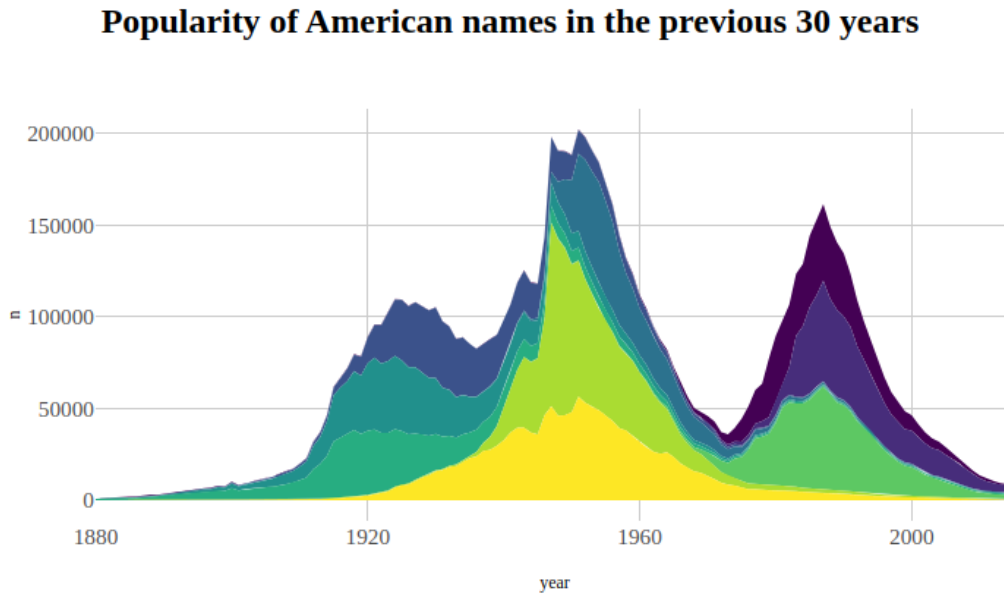 Popularity of American names in the previous 30 years
200000
150000
n
100000
50000
0
1880 1920 1960 2000
year